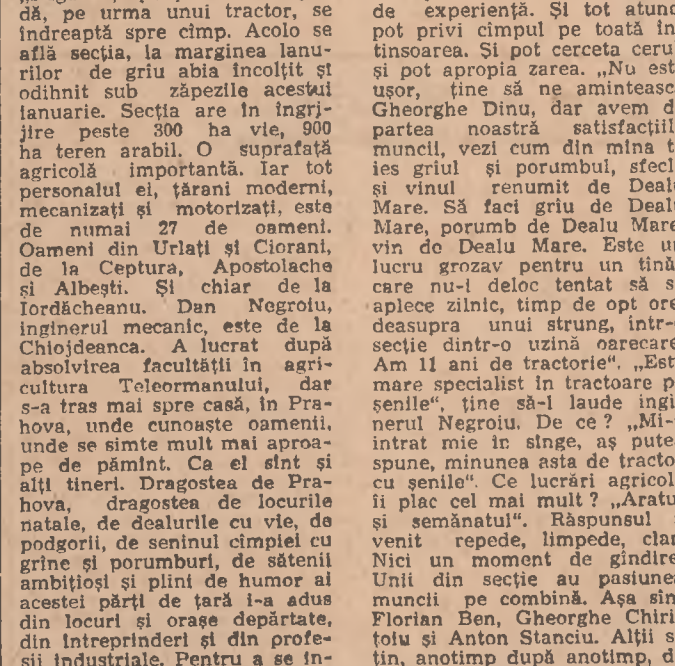 dă, pe urma unui tractor, se
îndreaptă spre cîmp. Acolo se
află secția, la marginea lanu-
rilor de grîu abia încolțit și
odihnit sub zăpezile acestui
ianuarie. Secția are în îngrj-
jire peste 300 ha vie, 900
ha teren arabil. O suprafață
agricolă importantă. Iar tot
personalul ei, țărani moderni,
mecanizați și motorizați, este
de numai 27 de oameni.
Oameni din Urlați și Ciorani,
de la Ceptura, Apostolache
și Albești. Și chiar de la
Iordăcheanu. Dan Negroiu,
inginerul mecanic, este de la
Chiojdeanca. A lucrat după
absolvirea facultății în agri-
cultura Teleormanului, dar
s-a tras mai spre casă, în Pra-
hova, unde cunoaște oamenii,
unde se simte mult mai aproa-
pe de pămînt. Ca el sînt și
alți tineri. Dragostea de Pra-
hova, dragostea de locurile
natale, de dealurile cu vie, de
podgorii, de seninul cîmpiei cu
grîne și porumburi, de sătenii
ambițioși și plini de humor ai
acestei părți de țară i-a adus
din locuri și orașe depărtate,
din întreprinderi și din profe-
sii industriale. Pentru a se în-
de experiență. Și tot atunc
pot privi cîmpul pe toată în
tinsoarea. Și pot cerceta ceru
și pot apropia zarea. „Nu est
ușor, ține să ne aminteasc
Gheorghe Dinu, dar avem d
partea noastră satisfacții
muncii, vezi cum din mîna t
ies grîul și porumbul, sfecl
și vinul renumit de Deal
Mare. Să faci grîu de Deal
Mare, porumb de Dealu Mare
vin de Dealu Mare. Este u
lucru grozav pentru un tînă
care nu-i deloc tentat să s
aplece zilnic, timp de opt ore
deasupra unui strung, într-
secție dintr-o uzină oarecare
Am 11 ani de tractorie“. „Est
mare specialist în tractoare p
șenile“, ține să-l laude ingi
nerul Negroiu. De ce ? „Mi-
intrat mie în sînge, aș pute
spune, minunea asta de tracto
cu șenile“. Ce lucrări agricol
îi plac cel mai mult ? „Aratu
și semănatul“. Răspunsul
venit repede, limpede, clar
Nici un moment de gîndire
Unii din secție au pasiunea
muncii pe combină. Așa sîn
Florian Ben, Gheorghe Chiri
țoiu și Anton Stanciu. Alții s
tin, anotimp după anotimp, d